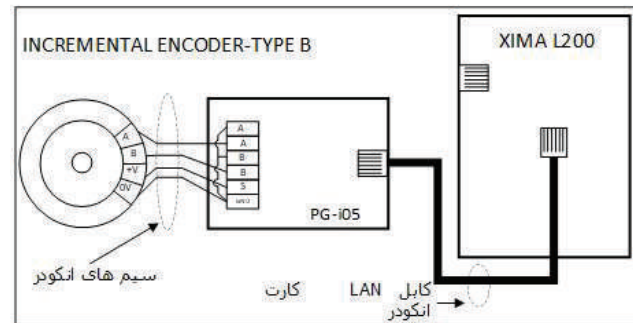 INCREMENTAL ENCODER-TYPE B
XIMA L200
A
B
+V
0V
A
A
B
B
5
PG-i05
سیم های انکودر
کابل LAN کارت
انکودر